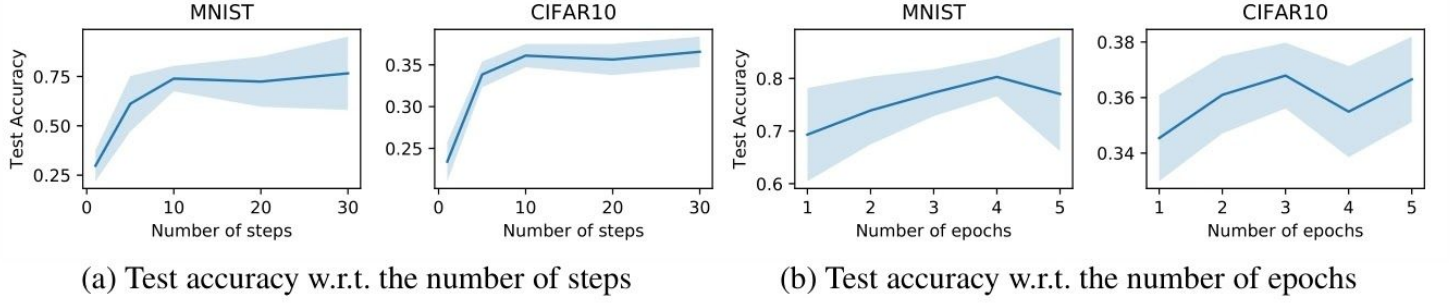 MNIST
Test Accuracy
0.75
0.50
0.25
0 10 20 30
Number of steps
CIFAR10
0.35
0.30
0.25
0 10 20 30
Number of steps
(a) Test accuracy w.r.t. the number of steps
MNIST
Test Accuracy
0.8
0.7
0.6
1 2 3 4 5
Number of epochs
CIFAR10
0.38
0.36
0.34
1 2 3 4 5
Number of epochs
(b) Test accuracy w.r.t. the number of epochs